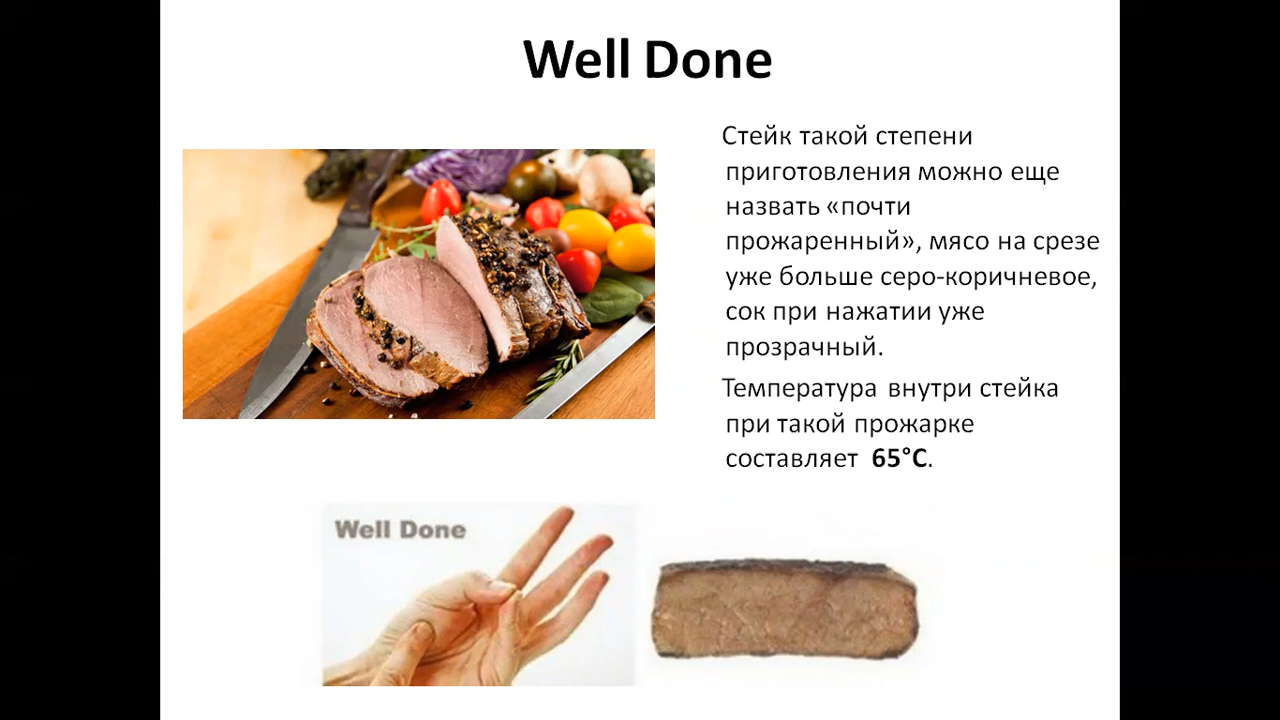 Well Done
Стейк такой степени
приготовления можно еще
назвать «почти
прожаренный», мясо на срезе
уже больше серо-коричневое,
сок при нажатии уже
прозрачный.
Температура внутри стейка
при такой прожарке
составляет 65°C.
Well Done